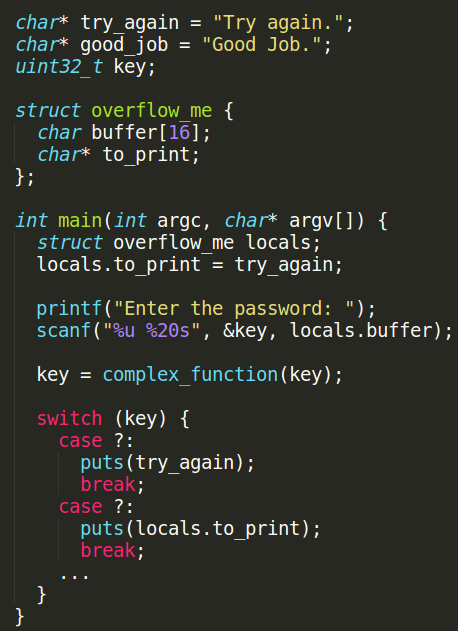 char* try_again = "Try again.";
char* good_job = "Good Job.";
uint32_t key;

struct overflow_me {
  char buffer[16];
  char* to_print;
};

int main(int argc, char* argv[]) {
  struct overflow_me locals;
  locals.to_print = try_again;

  printf("Enter the password: ");
  scanf("%u %20s", &key, locals.buffer);

  key = complex_function(key);

  switch (key) {
    case ?:
      puts(try_again);
      break;
    case ?:
      puts(locals.to_print);
      break;
    ...
  }
}